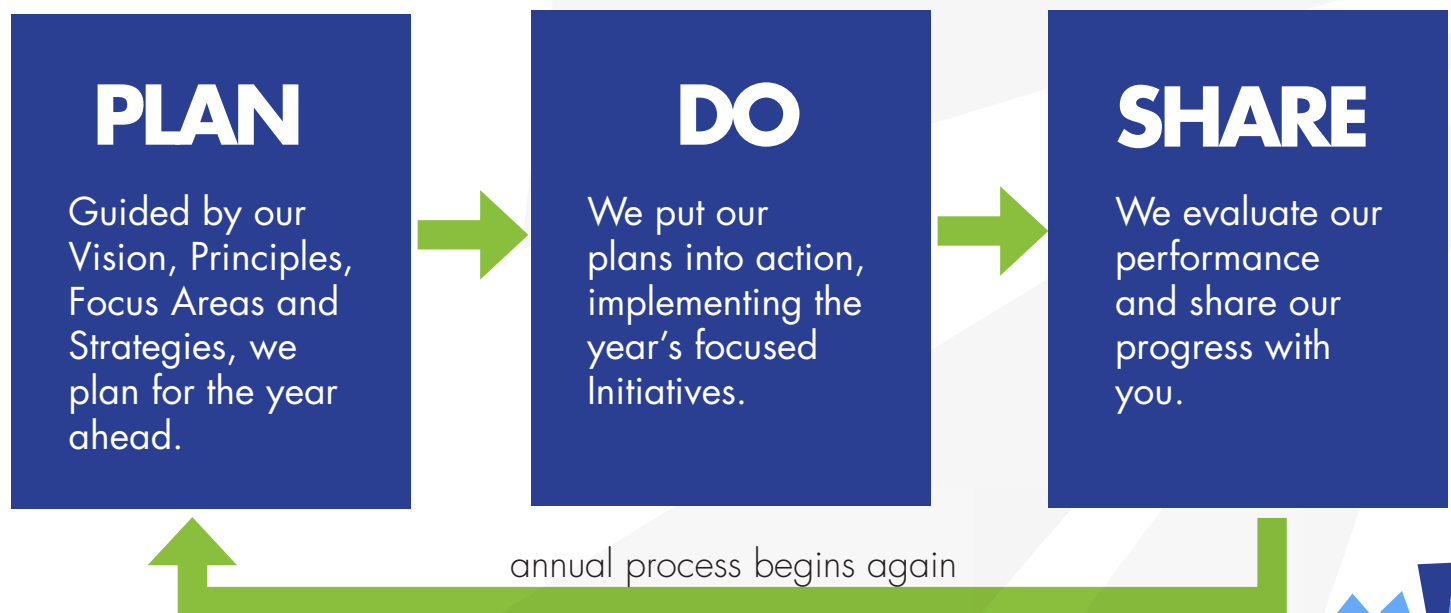 PLAN
Guided by our
Vision, Principles,
Focus Areas and
Strategies, we
plan for the year
ahead.
DO
We put our
plans into action,
implementing the
year’s focused
Initiatives.
SHARE
We evaluate our
performance
and share our
progress with
you.
annual process begins again